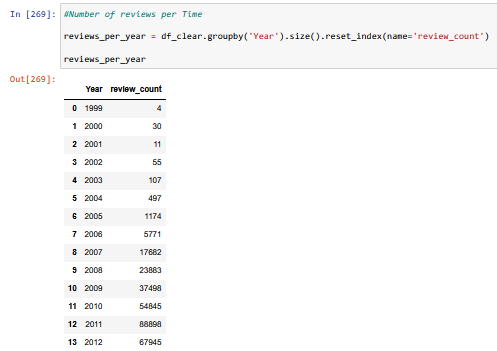 In [269]: #Number of reviews per Time
reviews_per_year = df_clear.groupby('Year').size().reset_index(name='review_count')
reviews_per_year
Out[269]:
Year review_count
0 1999 4
1 2000 30
2 2001 11
3 2002 55
4 2003 107
5 2004 497
6 2005 1174
7 2006 5771
8 2007 17682
9 2008 23883
10 2009 37498
11 2010 54845
12 2011 88898
13 2012 67945